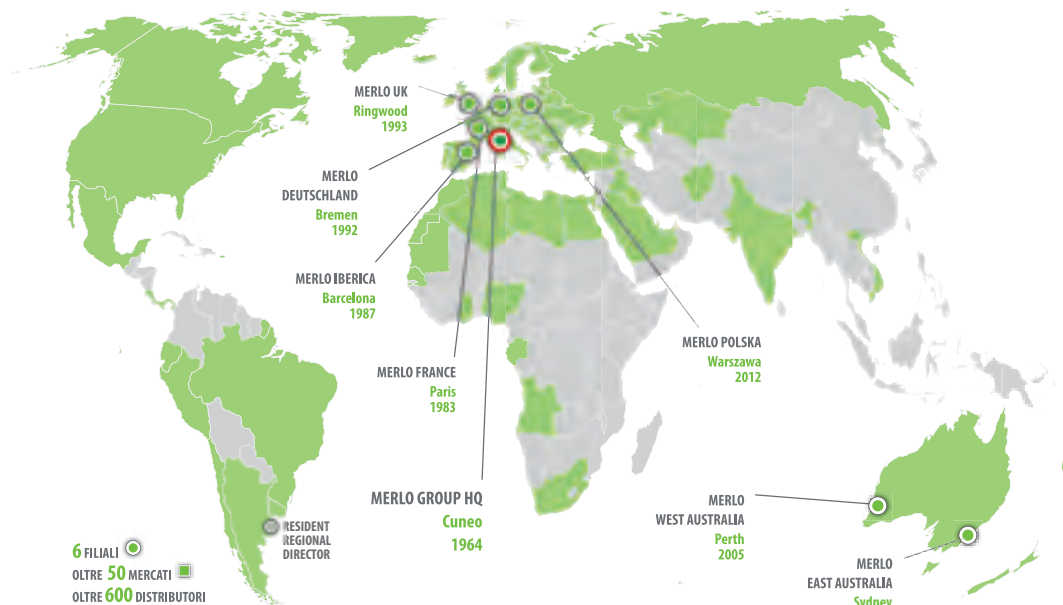 MERLO UK
Ringwood
1993
MERLO
DEUTSCHLAND
Bremen
1992
MERLO IBERICA
Barcelona
1987
MERLO FRANCE
Paris
1983
MERLO GROUP HQ
Cuneo
1964
MERLO POLSKA
Warszawa
2012
MERLO
WEST AUSTRALIA
Perth
2005
MERLO
EAST AUSTRALIA
Sydney
RESIDENT
REGIONAL
DIRECTOR
6 FILIALI
OLTRE 50 MERCATI
OLTRE 600 DISTRIBUTORI